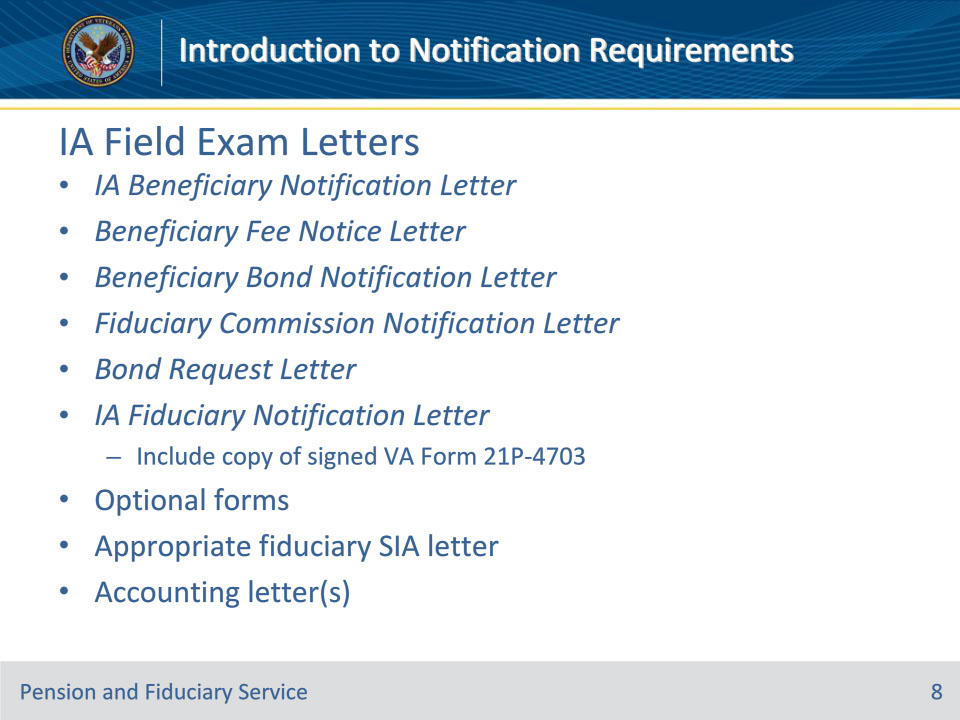 Introduction to Notification Requirements
IA Field Exam Letters
• IA Beneficiary Notification Letter
• Beneficiary Fee Notice Letter
• Beneficiary Bond Notification Letter
• Fiduciary Commission Notification Letter
• Bond Request Letter
• IA Fiduciary Notification Letter
– Include copy of signed VA Form 21P-4703
• Optional forms
• Appropriate fiduciary SIA letter
• Accounting letter(s)
Pension and Fiduciary Service
8